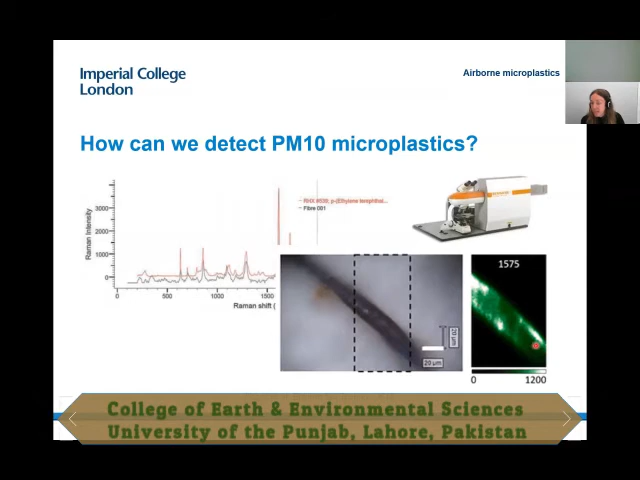 Imperial College
London
Airborne microplastics
How can we detect PM10 microplastics?
Raman Intensity
3000
2000
1000
0
0
500
1000
1500
Raman shift (
Fibre 001
20 µm
1575
0
1200
College of Earth & Environmental Sciences
University of the Punjab, Lahore, Pakistan